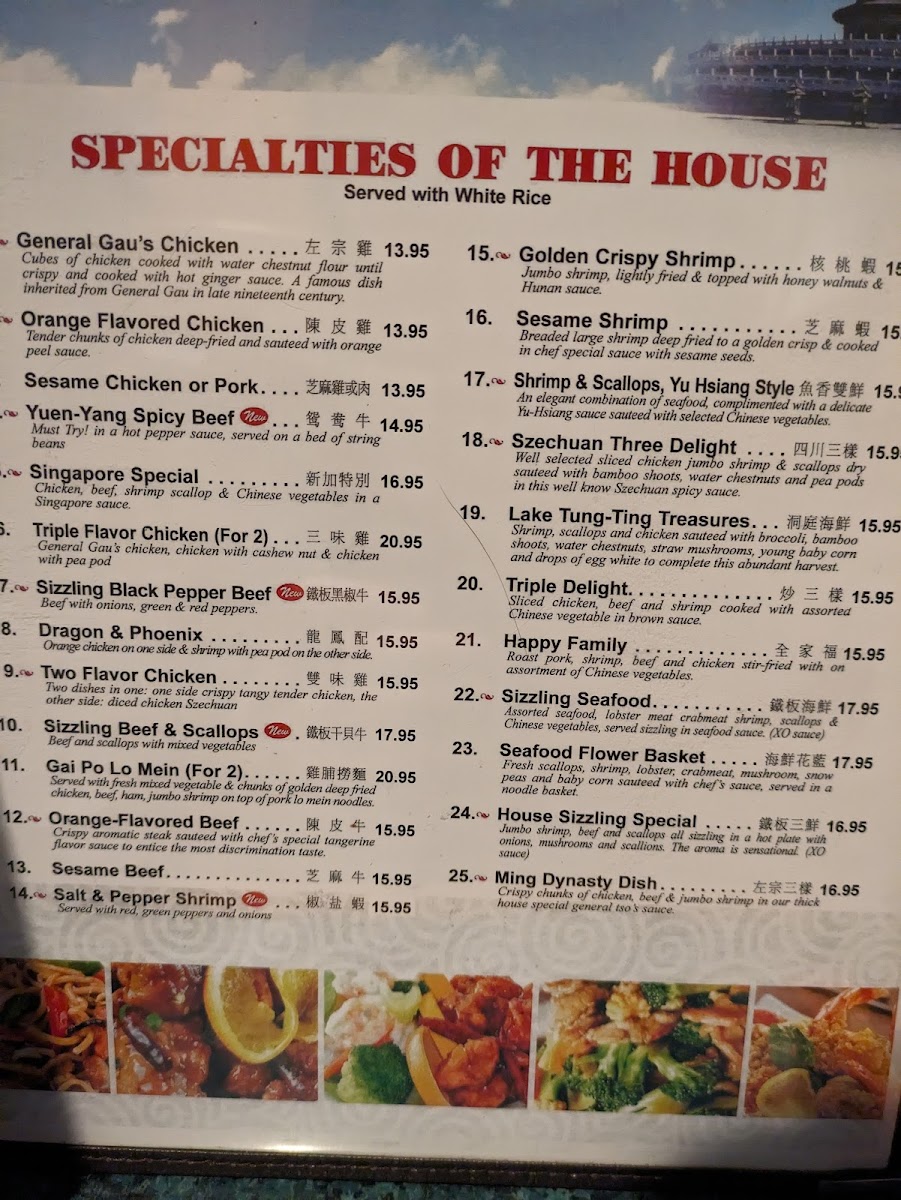 SPECIALTIES OF THE HOUSE
Served with White Rice
General Gau's Chicken ..... 左宗雞 13.95
Cubes of chicken cooked with water chestnut flour until
crispy and cooked with hot ginger sauce. A famous dish
inherited from General Gau in late nineteenth century.
Orange Flavored Chicken ... 陳皮雞 13.95
Tender chunks of chicken deep-fried and sauteed with orange
peel sauce.
Sesame Chicken or Pork.... 芝麻雞或肉 13.95
Yuen-Yang Spicy Beef New ... 鴛鴦牛 14.95
Must Try! in a hot pepper sauce, served on a bed of string
beans
Singapore Special ......... 新加特別 16.95
Chicken, beef, shrimp scallop & Chinese vegetables in a
Singapore sauce.
6. Triple Flavor Chicken (For 2) ... 三味雞 20.95
General Gau's chicken, chicken with cashew nut & chicken
with pea pod
7. Sizzling Black Pepper Beef New 鐵板黑椒牛 15.95
Beef with onions, green & red peppers.
8. Dragon & Phoenix ......... 龍鳳配 15.95
Orange chicken on one side & shrimp with pea pod on the other side.
9. Two Flavor Chicken ........ 雙味雞 15.95
Two dishes in one: one side crispy tangy tender chicken, the
other side: diced chicken Szechuan
10. Sizzling Beef & Scallops New . 鐵板干貝牛 17.95
Beef and scallops with mixed vegetables
11. Gai Po Lo Mein (For 2)...... 雞脯撈麵 20.95
Served with fresh mixed vegetable & chunks of golden deep fried
chicken, beef, ham, jumbo shrimp on top of pork lo mein noodles.
12. Orange-Flavored Beef ...... 陳皮牛 15.95
Crispy aromatic steak sauteed with chef's special tangerine
flavor sauce to entice the most discrimination taste.
13. Sesame Beef............... 芝麻牛 15.95
14. Salt & Pepper Shrimp New ... 椒鹽蝦 15.95
Served with red, green peppers and onions
15. Golden Crispy Shrimp...... 核桃蝦 15
Jumbo shrimp, lightly fried & topped with honey walnuts &
Hunan sauce.
16. Sesame Shrimp ........... 芝麻蝦 15.
Breaded large shrimp deep fried to a golden crisp & cooked
in chef special sauce with sesame seeds.
17. Shrimp & Scallops, Yu Hsiang Style 魚香雙鮮 15.9
An elegant combination of seafood, complimented with a delicate
Yu-Hsiang sauce sauteed with selected Chinese vegetables.
18. Szechuan Three Delight .... 四川三樣 15.9
Well selected sliced chicken jumbo shrimp & scallops dry
sauteed with bamboo shoots, water chestnuts and pea pods
in this well know Szechuan spicy sauce.
19. Lake Tung-Ting Treasures... 洞庭海鮮 15.95
Shrimp, scallops and chicken sauteed with broccoli, bamboo
shoots, water chestnuts, straw mushrooms, young baby corn
and drops of egg white to complete this abundant harvest.
20. Triple Delight.............. 炒三樣 15.95
Sliced chicken, beef and shrimp cooked with assorted
Chinese vegetable in brown sauce.
21. Happy Family ............. 全家福 15.95
Roast pork, shrimp, beef and chicken stir-fried with on
assortment of Chinese vegetables.
22. Sizzling Seafood........... 鐵板海鮮 17.95
Assorted seafood, lobster meat crabmeat shrimp, scallops &
Chinese vegetables, served sizzling in seafood sauce. (XO sauce)
23. Seafood Flower Basket ..... 海鮮花藍 17.95
Fresh scallops, shrimp, lobster, crabmeat, mushroom, snow
peas and baby corn sauteed with chef's sauce, served in a
noodle basket.
24. House Sizzling Special ..... 鐵板三鮮 16.95
Jumbo shrimp, beef and scallops all sizzling in a hot plate with
onions, mushrooms and scallions. The aroma is sensational. (XO
sauce)
25. Ming Dynasty Dish......... 左宗三樣 16.95
Crispy chunks of chicken, beef & jumbo shrimp in our thick
house special general tso's sauce.